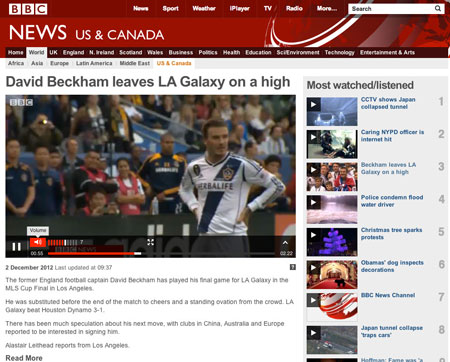 BBC
News Sport Weather iPlayer TV Radio More... Search
NEWS US & CANADA
Home World UK England N. Ireland Scotland Wales Business Politics Health Education Sci/Environment Technology Entertainment & Arts
Africa Asia Europe Latin America Middle East US & Canada
David Beckham leaves LA Galaxy on a high
BBC
HERBALIFE
HERBALIFE
adidas
Volume
7
00.55
02.22
2 December 2012 Last updated at 09:37
The former England football captain David Beckham has played his final game for LA Galaxy in the
MLS Cup Final in Los Angeles.
He was substituted before the end of the match to cheers and a standing ovation from the crowd. LA
Galaxy beat Houston Dynamo 3-1.
There has been much speculation about his next move, with clubs in China, Australia and Europe
reported to be interested in signing him.
Alastair Leithead reports from Los Angeles.
Read More
Most watched/listened
CCTV shows Japan
collapsed tunnel
1
Caring NYPD officer is
internet hit
2
Beckham leaves LA
Galaxy on a high
3
Police condemn flood
water driver
4
Christmas tree sparks
protests
5
Obamas' dog inspects
decorations
6
BBC News Channel
7
Japan tunnel collapse
'traps cars'
8
Hoffman: Fame was 'a